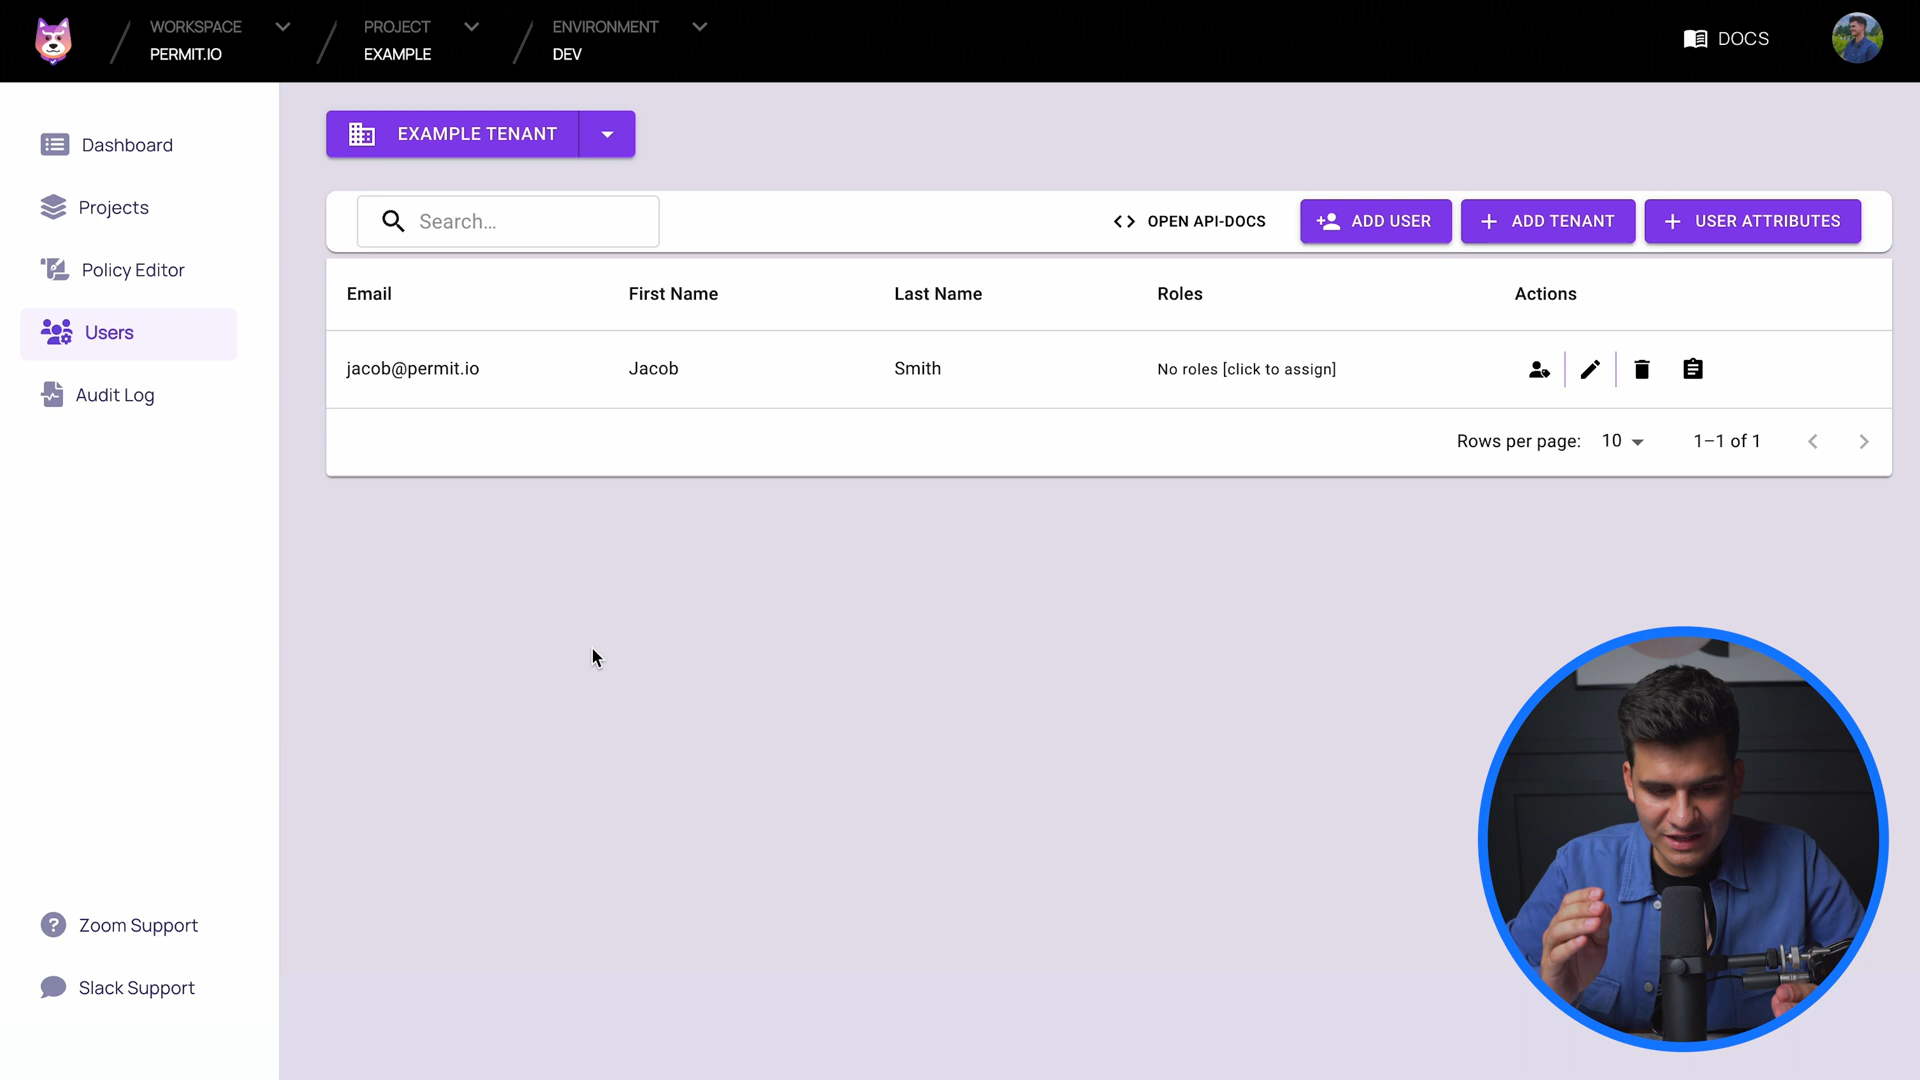 WORKSPACE
PERMIT.IO
PROJECT
EXAMPLE
ENVIRONMENT
DEV
DOCS
Dashboard
Projects
Policy Editor
Users
Audit Log
Zoom Support
Slack Support
EXAMPLE TENANT
Search...
<> OPEN API-DOCS
ADD USER
+ ADD TENANT
+ USER ATTRIBUTES
Email First Name Last Name Roles Actions
jacob@permit.io Jacob Smith No roles [click to assign]
Rows per page: 10 1–1 of 1